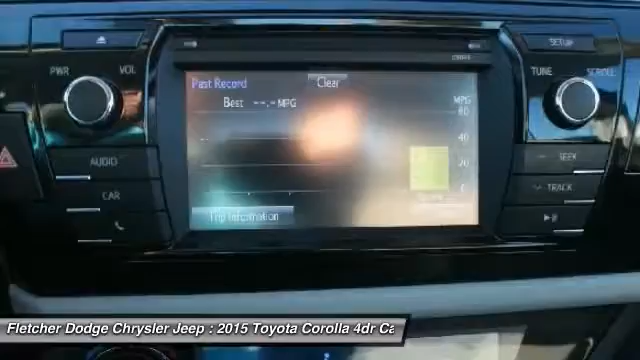 PWR VOL
SETUP
TUNE SCROLL
Past Record
Clear
Best --.- MPG
MPG
60
40
20
0
AUDIO
CAR
Trip Information
SEEK
TRACK
Fletcher Dodge Chrysler Jeep : 2015 Toyota Corolla 4dr Ca